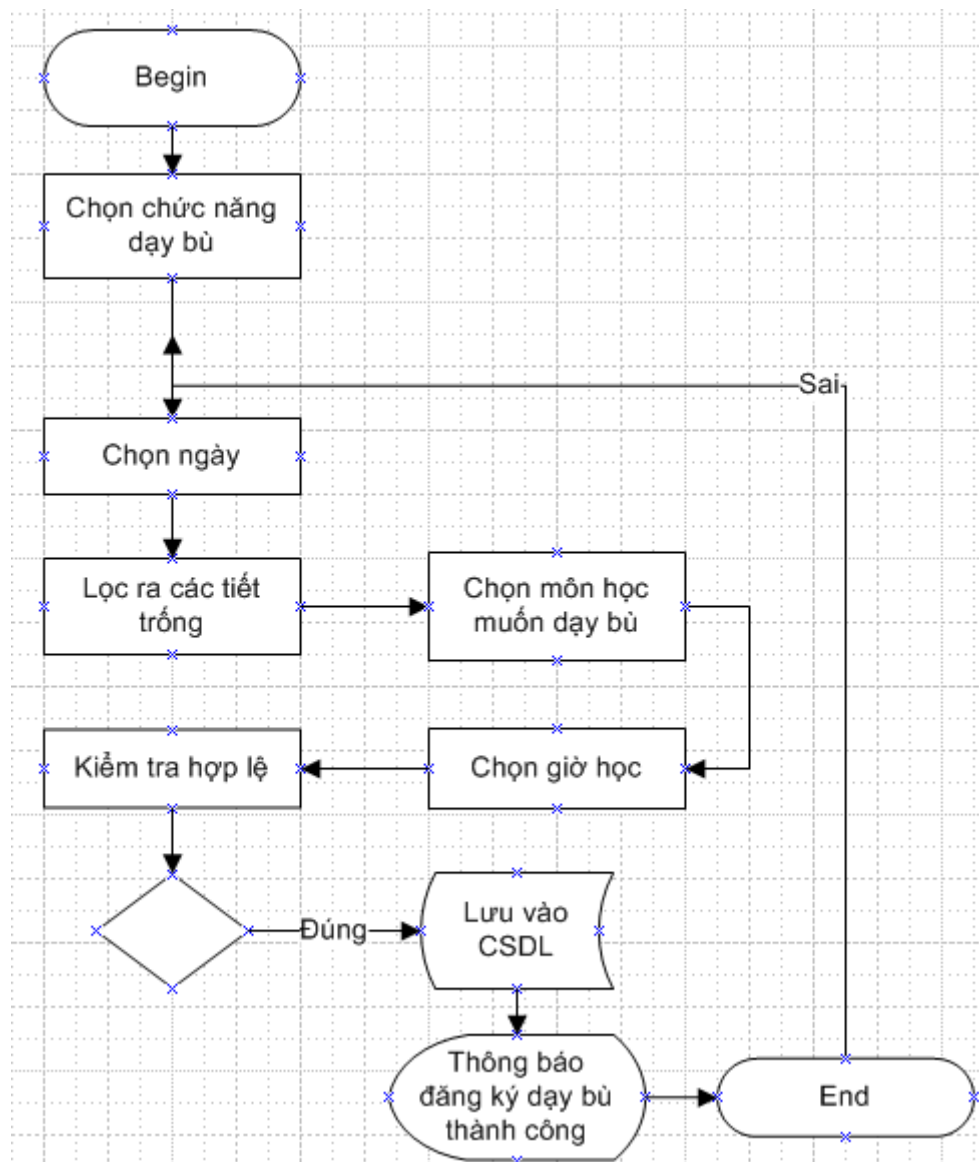 Begin
Chọn chức năng
dạy bù
Sai
Chọn ngày
Lọc ra các tiết
trống
Chọn môn học
muốn dạy bù
Kiểm tra hợp lệ
Chọn giờ học
Đúng
Lưu vào
CSDL
Thông báo
đăng ký dạy bù
thành công
End